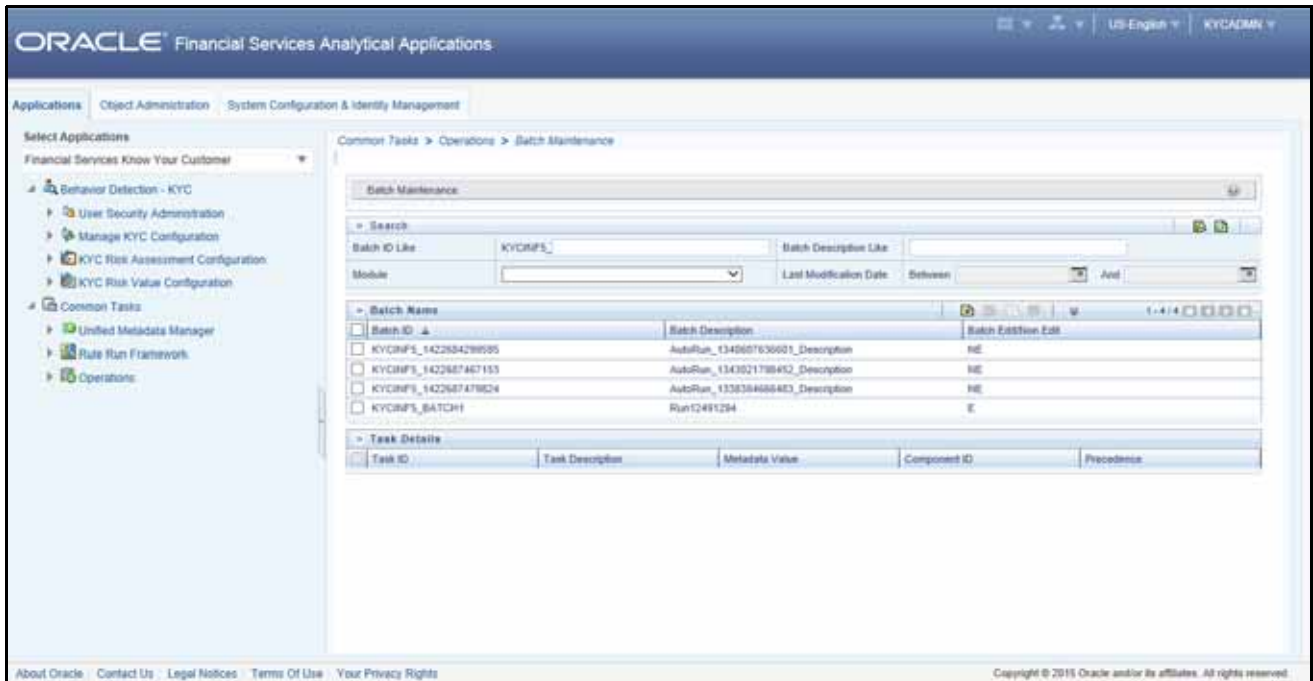 ORACLE Financial Services Analytical Applications
US-English
KYCADMN
Applications
Object Administration
System Configuration & Identity Management
Select Applications
Financial Services Know Your Customer
Behavior Detection - KYC
User Security Administration
Manage KYC Configuration
KYC Risk Assessment Configuration
KYC Risk Value Configuration
Common Tasks
Unified Metadata Manager
Rule Run Framework
Operations
Common Tasks > Operations > Batch Maintenance
Batch Maintenance
Search
Batch ID Like KYCINFS_ Batch Description Like
Module Last Modification Date Between And
Batch Name 1-4/4
Batch ID Batch Description Batch Edit/Non Edit
KYCINFS_1422684299595 AutoRun_1340607636601_Description NE
KYCINFS_1422687467153 AutoRun_1343021798452_Description NE
KYCINFS_1422687479824 AutoRun_1338384666483_Description NE
KYCINFS_BATCH1 Run12491294 E
Task Details
Task ID Task Description Metadata Value Component ID Precedence
About Oracle Contact Us Legal Notices Terms Of Use Your Privacy Rights
Copyright © 2015 Oracle and/or its affiliates. All rights reserved.